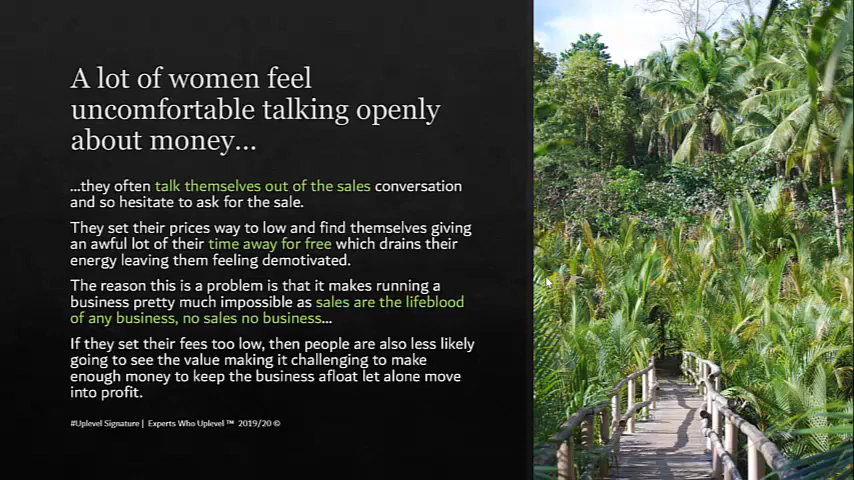 A lot of women feel
uncomfortable talking openly
about money...
...they often talk themselves out of the sales conversation
and so hesitate to ask for the sale.
They set their prices way to low and find themselves giving
an awful lot of their time away for free which drains their
energy leaving them feeling demotivated.
The reason this is a problem is that it makes running a
business pretty much impossible as sales are the lifeblood
of any business, no sales no business...
If they set their fees too low, then people are also less likely
going to see the value making it challenging to make
enough money to keep the business afloat let alone move
into profit.
#Uplevel Signature | Experts Who Uplevel ™ 2019/20 ©